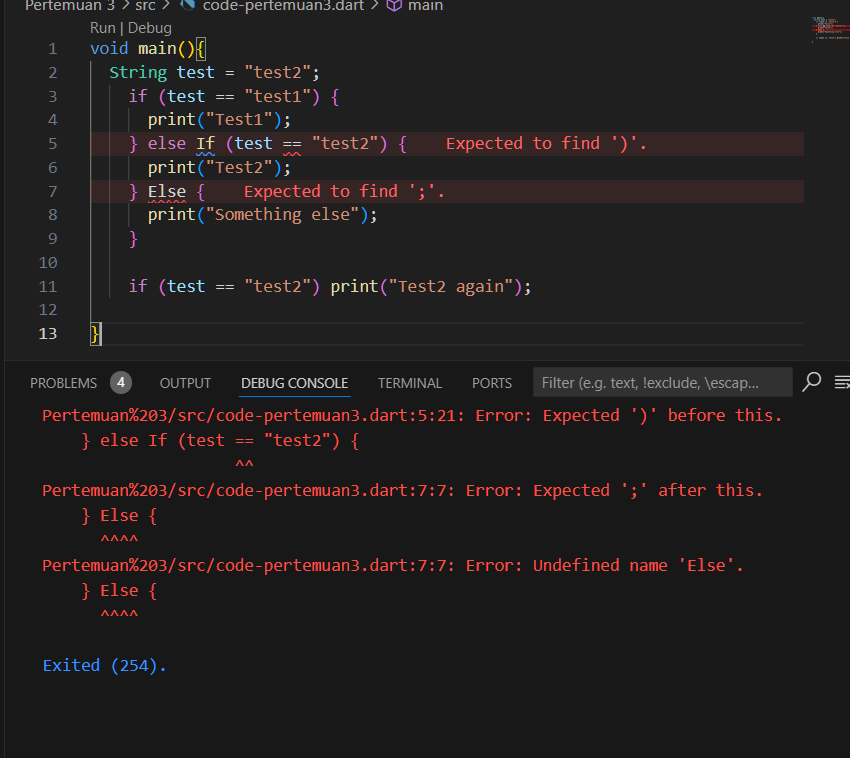 Pertemuan 3 > src > code-pertemuan3.dart > main
Run | Debug
1 void main(){
2 String test = "test2";
3 if (test == "test1") {
4 print("Test1");
5 } else If (test == "test2") { Expected to find ')'.
6 print("Test2");
7 } Else { Expected to find ';'.
8 print("Something else");
9 }
10
11 if (test == "test2") print("Test2 again");
12
13 }
PROBLEMS 4 OUTPUT DEBUG CONSOLE TERMINAL PORTS Filter (e.g. text, !exclude, \escap...
Pertemuan%203/src/code-pertemuan3.dart:5:21: Error: Expected ')' before this.
} else If (test == "test2") {
^^
Pertemuan%203/src/code-pertemuan3.dart:7:7: Error: Expected ';' after this.
} Else {
^^^^
Pertemuan%203/src/code-pertemuan3.dart:7:7: Error: Undefined name 'Else'.
} Else {
^^^^
Exited (254).